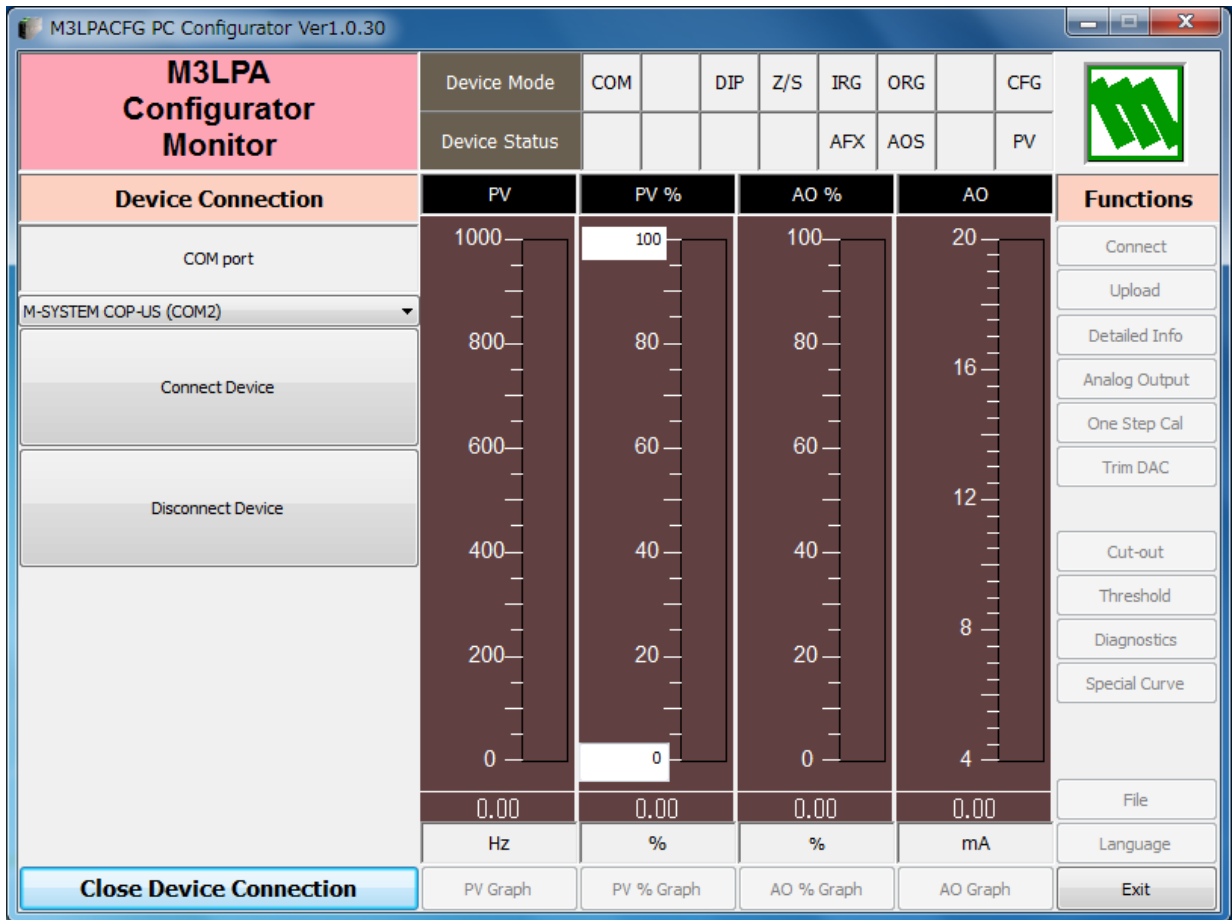 M3LPACFG PC Configurator Ver1.0.30
M3LPA
Configurator
Monitor
Device Mode COM DIP Z/S IRG ORG CFG
Device Status AFX AOS PV
Device Connection
COM port
M-SYSTEM COP-US (COM2)
Connect Device
Disconnect Device
Close Device Connection
PV
1000
800
600
400
200
0
0.00
Hz
PV Graph
PV %
100
80
60
40
20
0
0.00
%
PV % Graph
AO %
100
80
60
40
20
0
0.00
%
AO % Graph
AO
20
16
12
8
4
0.00
mA
AO Graph
Functions
Connect
Upload
Detailed Info
Analog Output
One Step Cal
Trim DAC
Cut-out
Threshold
Diagnostics
Special Curve
File
Language
Exit